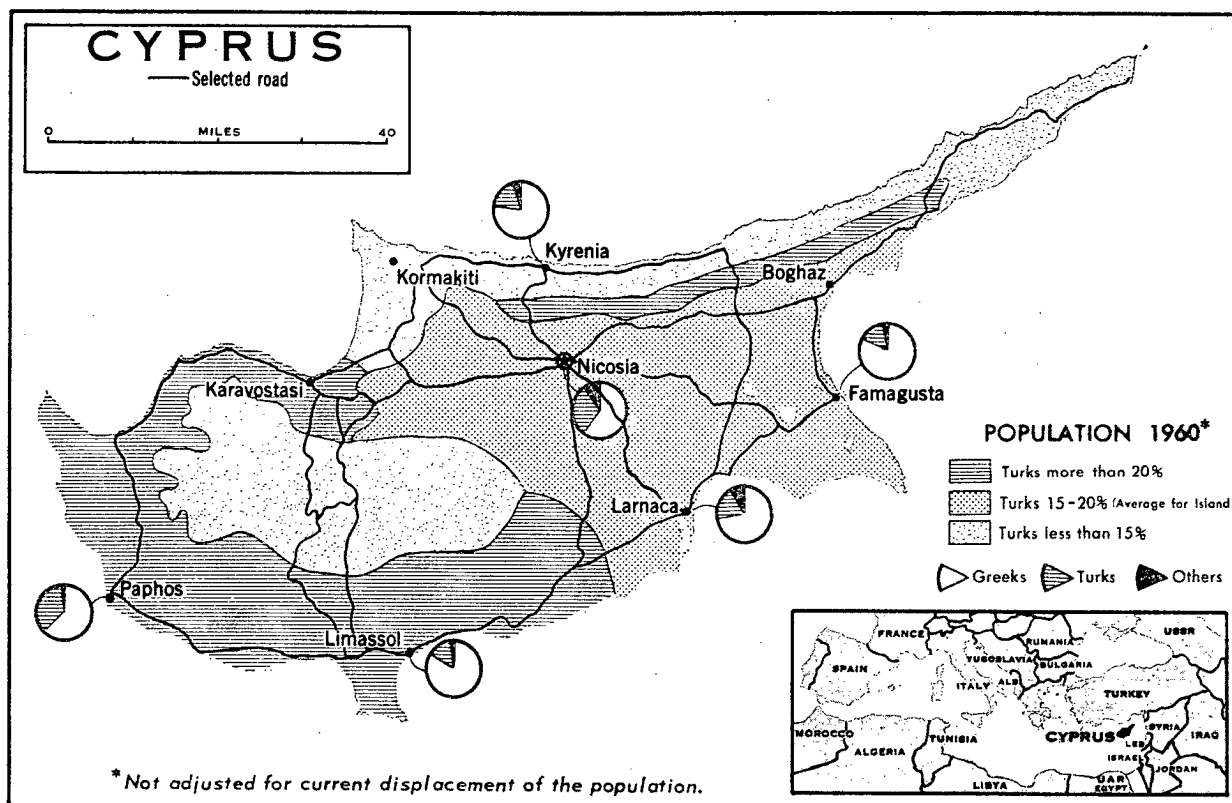 CYPRUS
Selected road
0 MILES 40
Kyrenia
Kormakiti
Boghaz
Nicosia
Karavostasi
Famagusta
POPULATION 1960*
Turks more than 20%
Turks 15-20% (Average for Island
Turks less than 15%
Larnaca
Greeks Turks Others
Paphos
Limassol
FRANCE
RUMANIA
USSR
YUGOSLAVIA
BULGARIA
SPAIN
ITALY
ALB.
TURKEY
MOROCCO
ALGERIA
TUNISIA
CYPRUS
SYRIA
IRAQ
LEB.
ISRAEL
JORDAN
LIBYA
UAR
EGYPT
*Not adjusted for current displacement of the population.